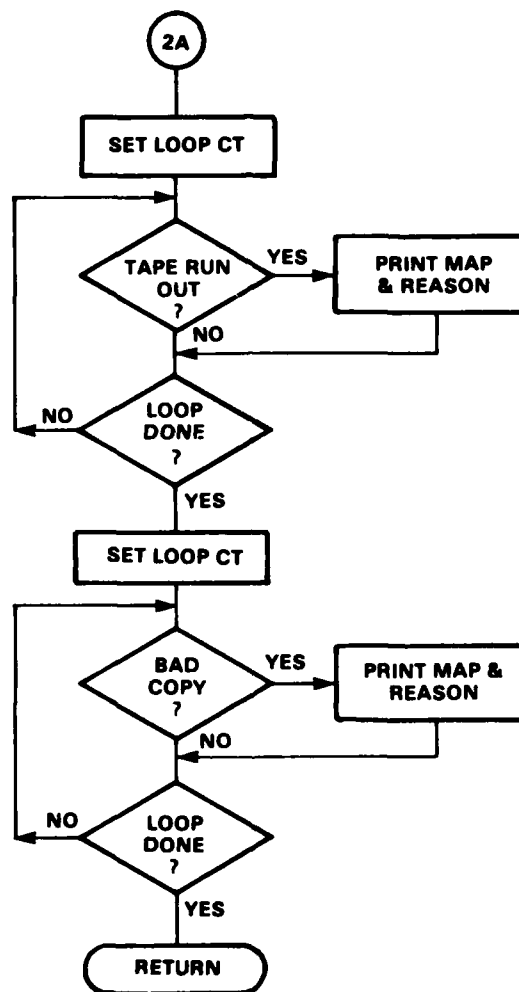 2A
SET LOOP CT
TAPE RUN
OUT
?
YES
PRINT MAP
& REASON
NO
LOOP
DONE
?
NO
YES
SET LOOP CT
BAD
COPY
?
YES
PRINT MAP &
REASON
NO
LOOP
DONE
?
NO
YES
RETURN